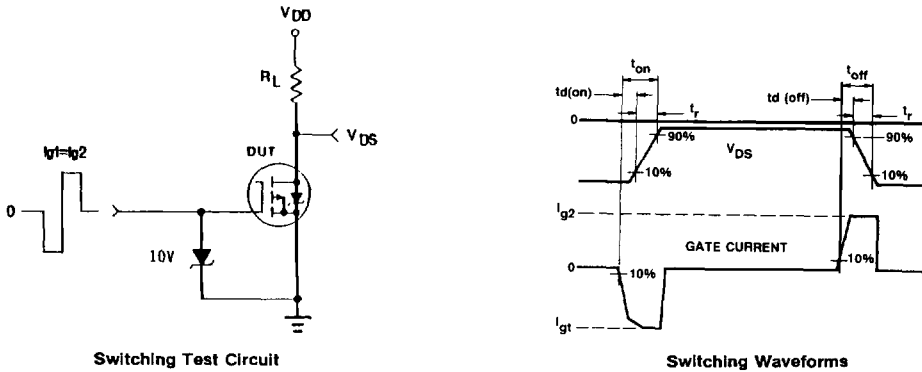 VDD
RL
VDS
DUT
Ig1=Ig2
0
10V
Switching Test Circuit
ton
toff
td(on)
td (off)
tr
tr
0
90%
VDS
90%
10%
10%
Ig2
GATE CURRENT
0
10%
10%
Ig1
Switching Waveforms